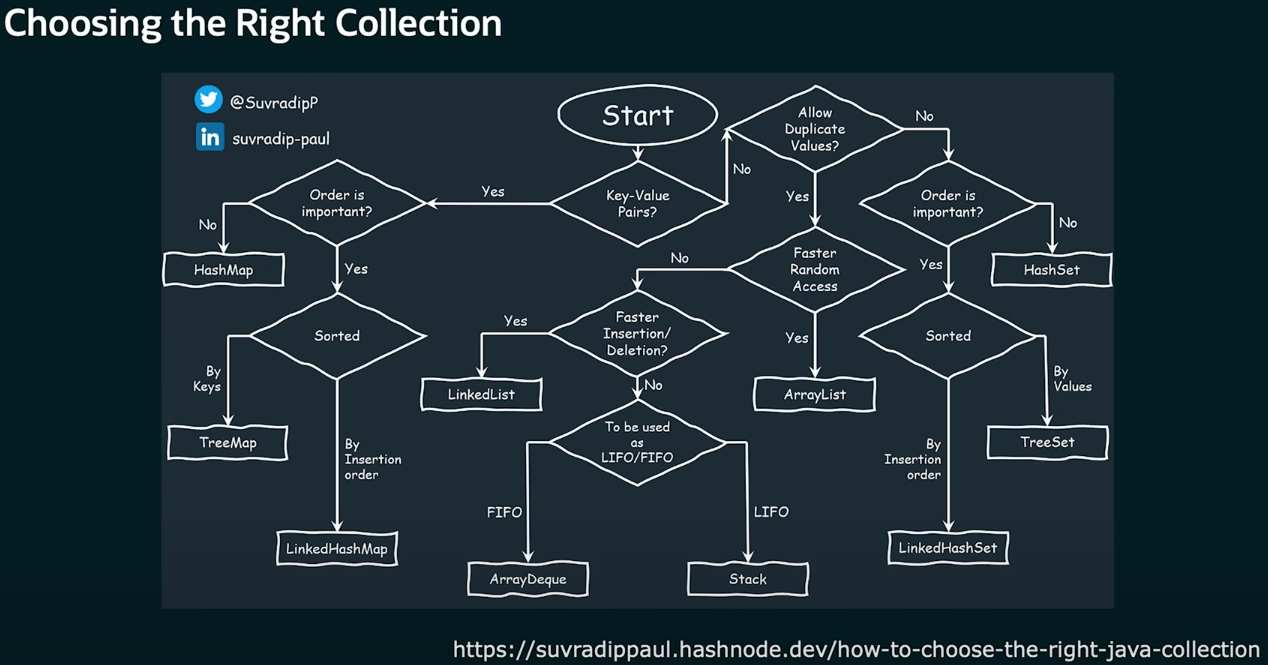 Choosing the Right Collection
@SuvradipP
in
suvradip-paul
Start
Key-Value
Pairs?
Yes
No
Order is
important?
No
HashMap
Yes
Sorted
By
Keys
TreeMap
By
Insertion
order
LinkedHashMap
Allow
Duplicate
Values?
Yes
No
Faster
Random
Access
No
Yes
ArrayList
Faster
Insertion/
Deletion?
Yes
LinkedList
No
To be used
as
LIFO/FIFO
FIFO
ArrayDeque
LIFO
Stack
Order is
important?
No
HashSet
Yes
Sorted
By
Values
TreeSet
By
Insertion
order
LinkedHashSet
https://suvradippaul.hashnode.dev/how-to-choose-the-right-java-collection